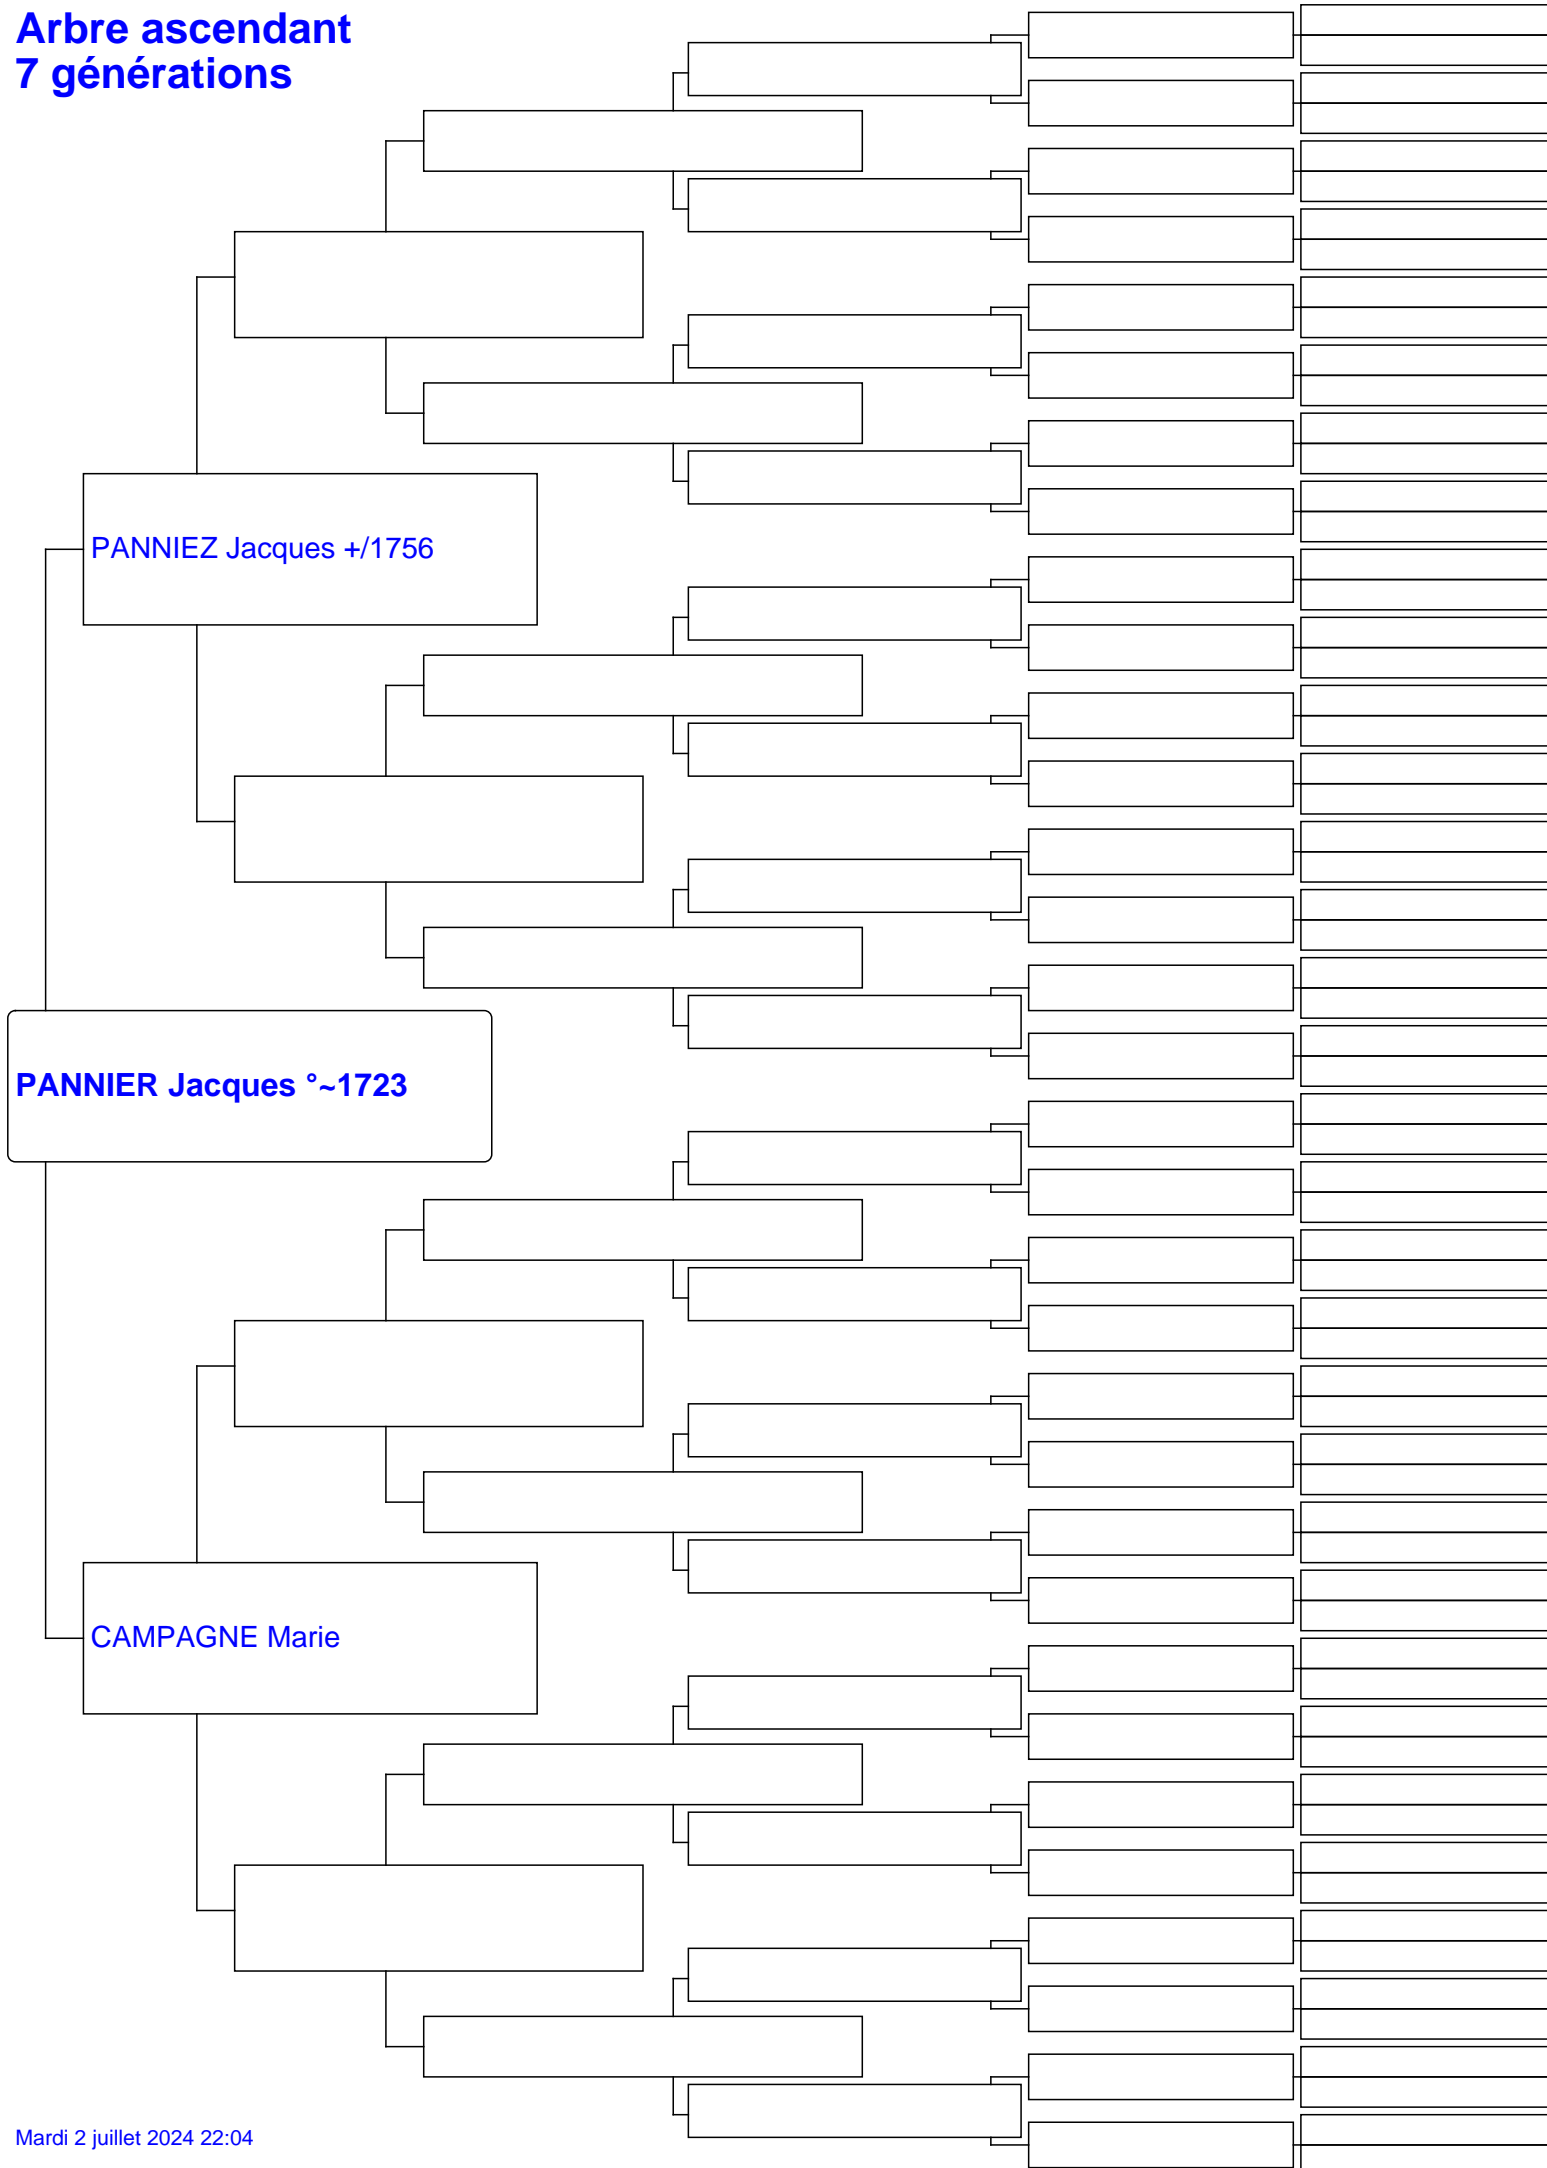 Arbre ascendant
7 générations
PANNIEZ Jacques +/1756
PANNIER Jacques °~1723
CAMPAGNE Marie
Mardi 2 juillet 2024 22:04